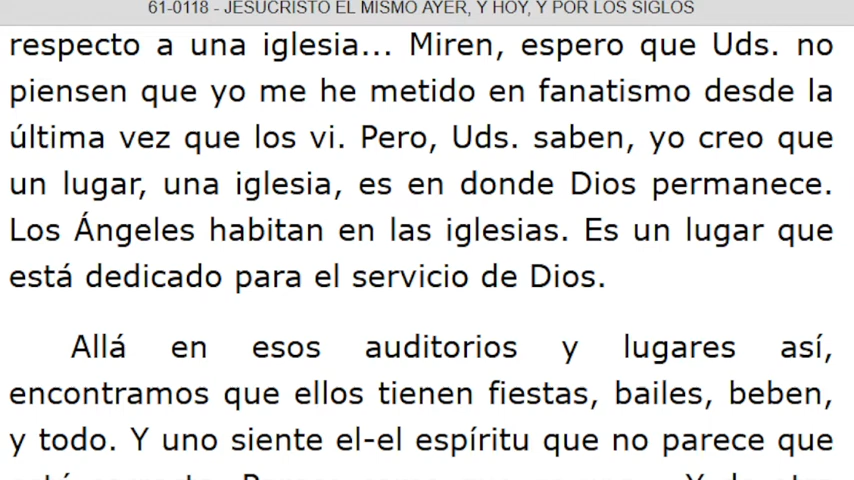 61-0118 - JESUCRISTO EL MISMO AYER, Y HOY, Y POR LOS SIGLOS
respecto a una iglesia... Miren, espero que Uds. no
piensen que yo me he metido en fanatismo desde la
última vez que los vi. Pero, Uds. saben, yo creo que
un lugar, una iglesia, es en donde Dios permanece.
Los Ángeles habitan en las iglesias. Es un lugar que
está dedicado para el servicio de Dios.
Allá en esos auditorios y lugares así,
encontramos que ellos tienen fiestas, bailes, beben,
y todo. Y uno siente el-el espíritu que no parece que